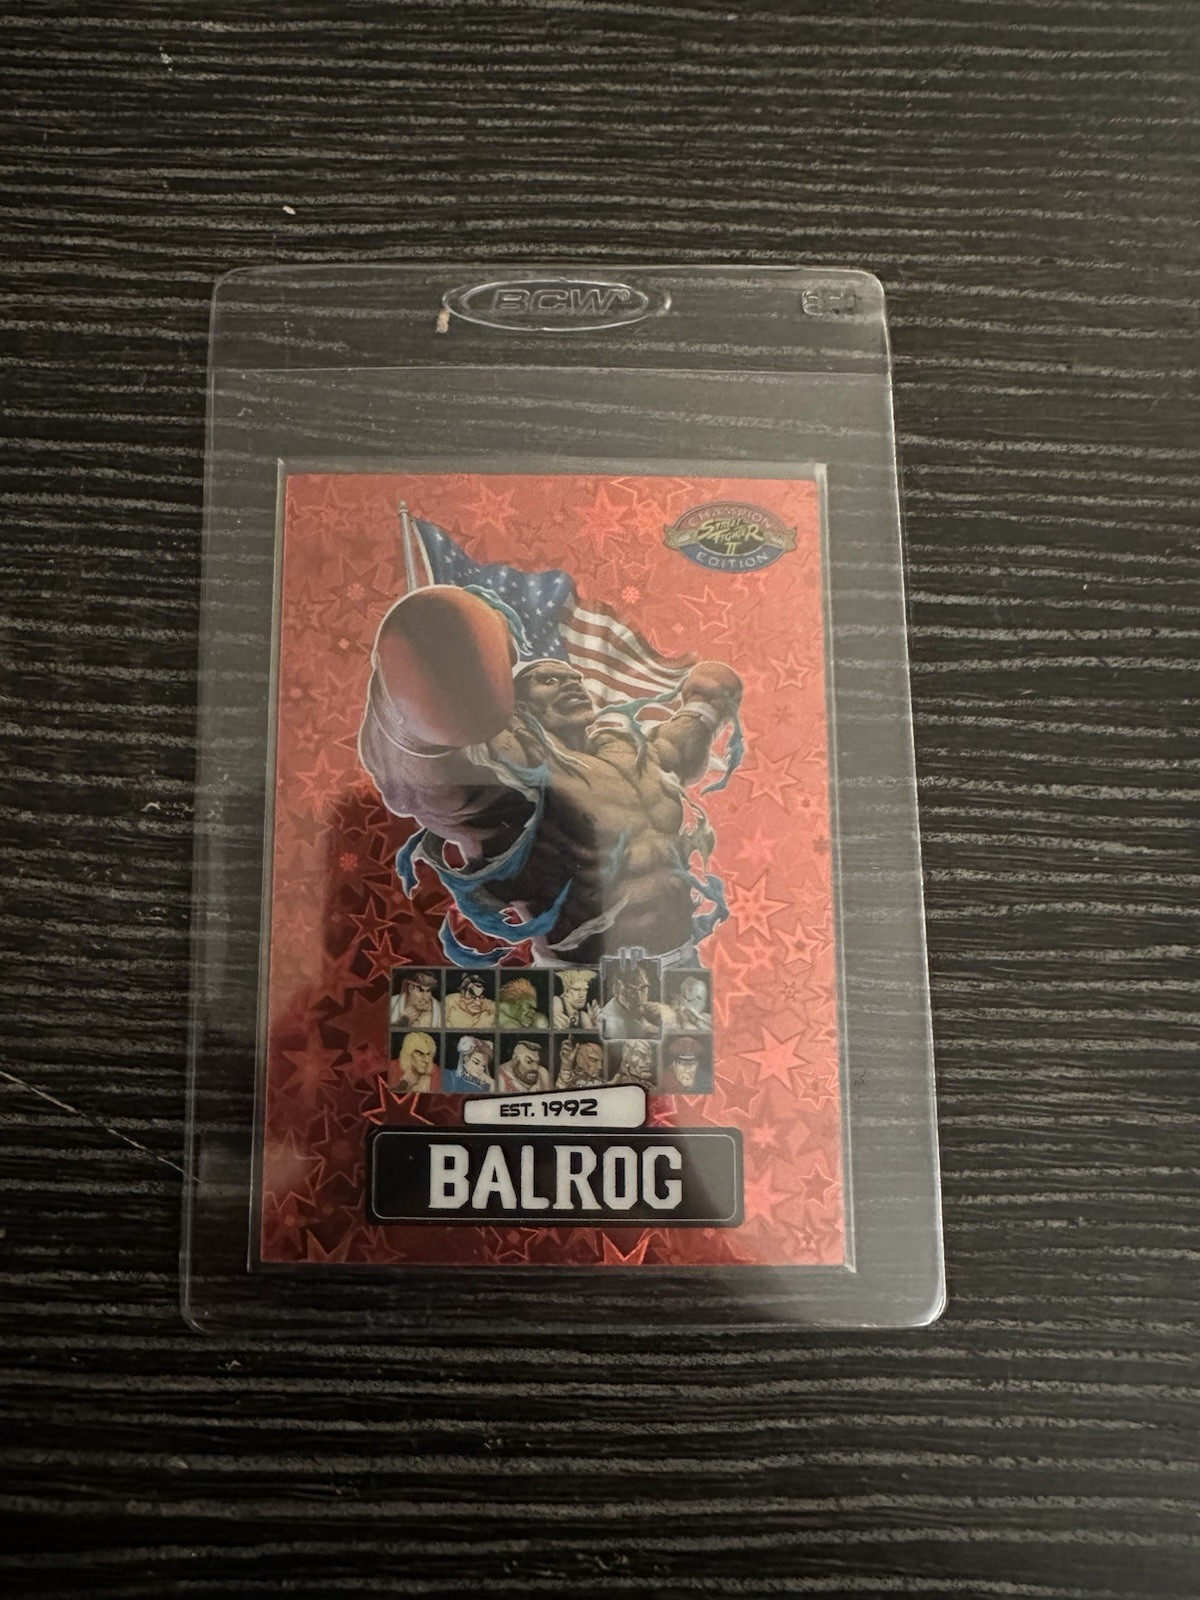 BCW®
CHAMPION
STREET
FIGHTER
II
EDITION
EST. 1992
BALROG